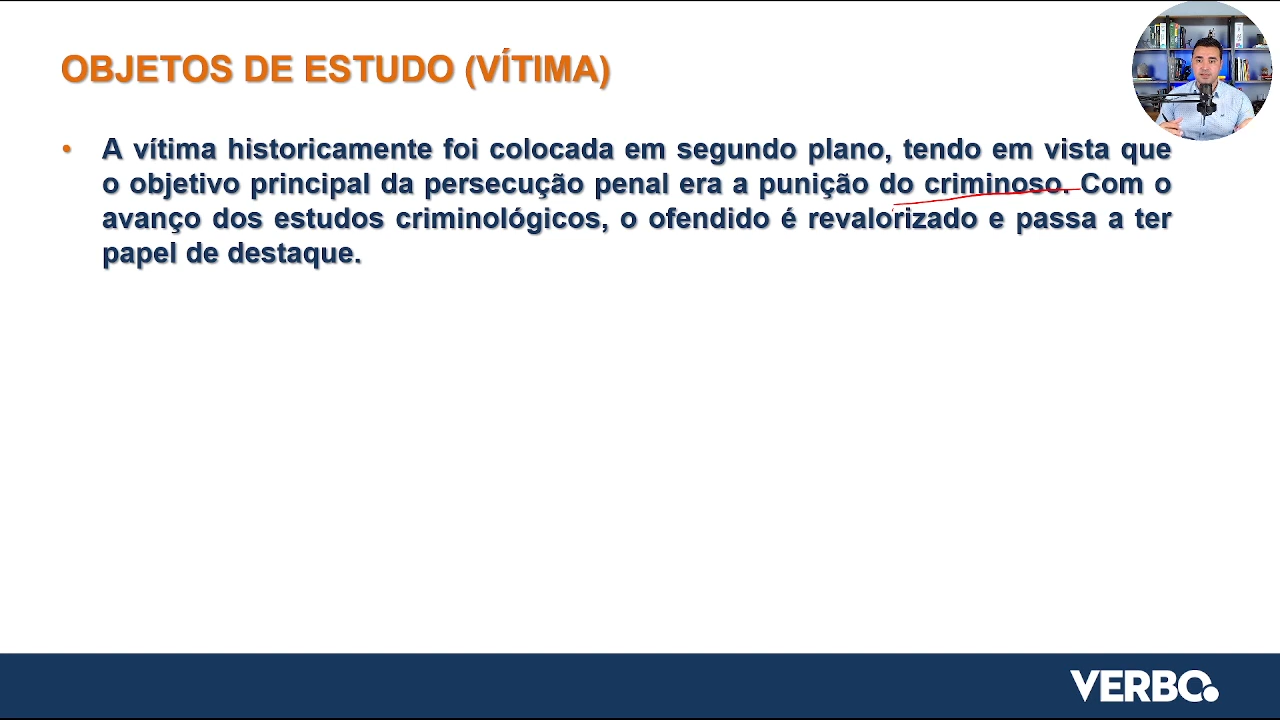 OBJETOS DE ESTUDO (VÍTIMA)
• A vítima historicamente foi colocada em segundo plano, tendo em vista que
o objetivo principal da persecução penal era a punição do criminoso. Com o
avanço dos estudos criminológicos, o ofendido é revalorizado e passa a ter
papel de destaque.
VERBO.